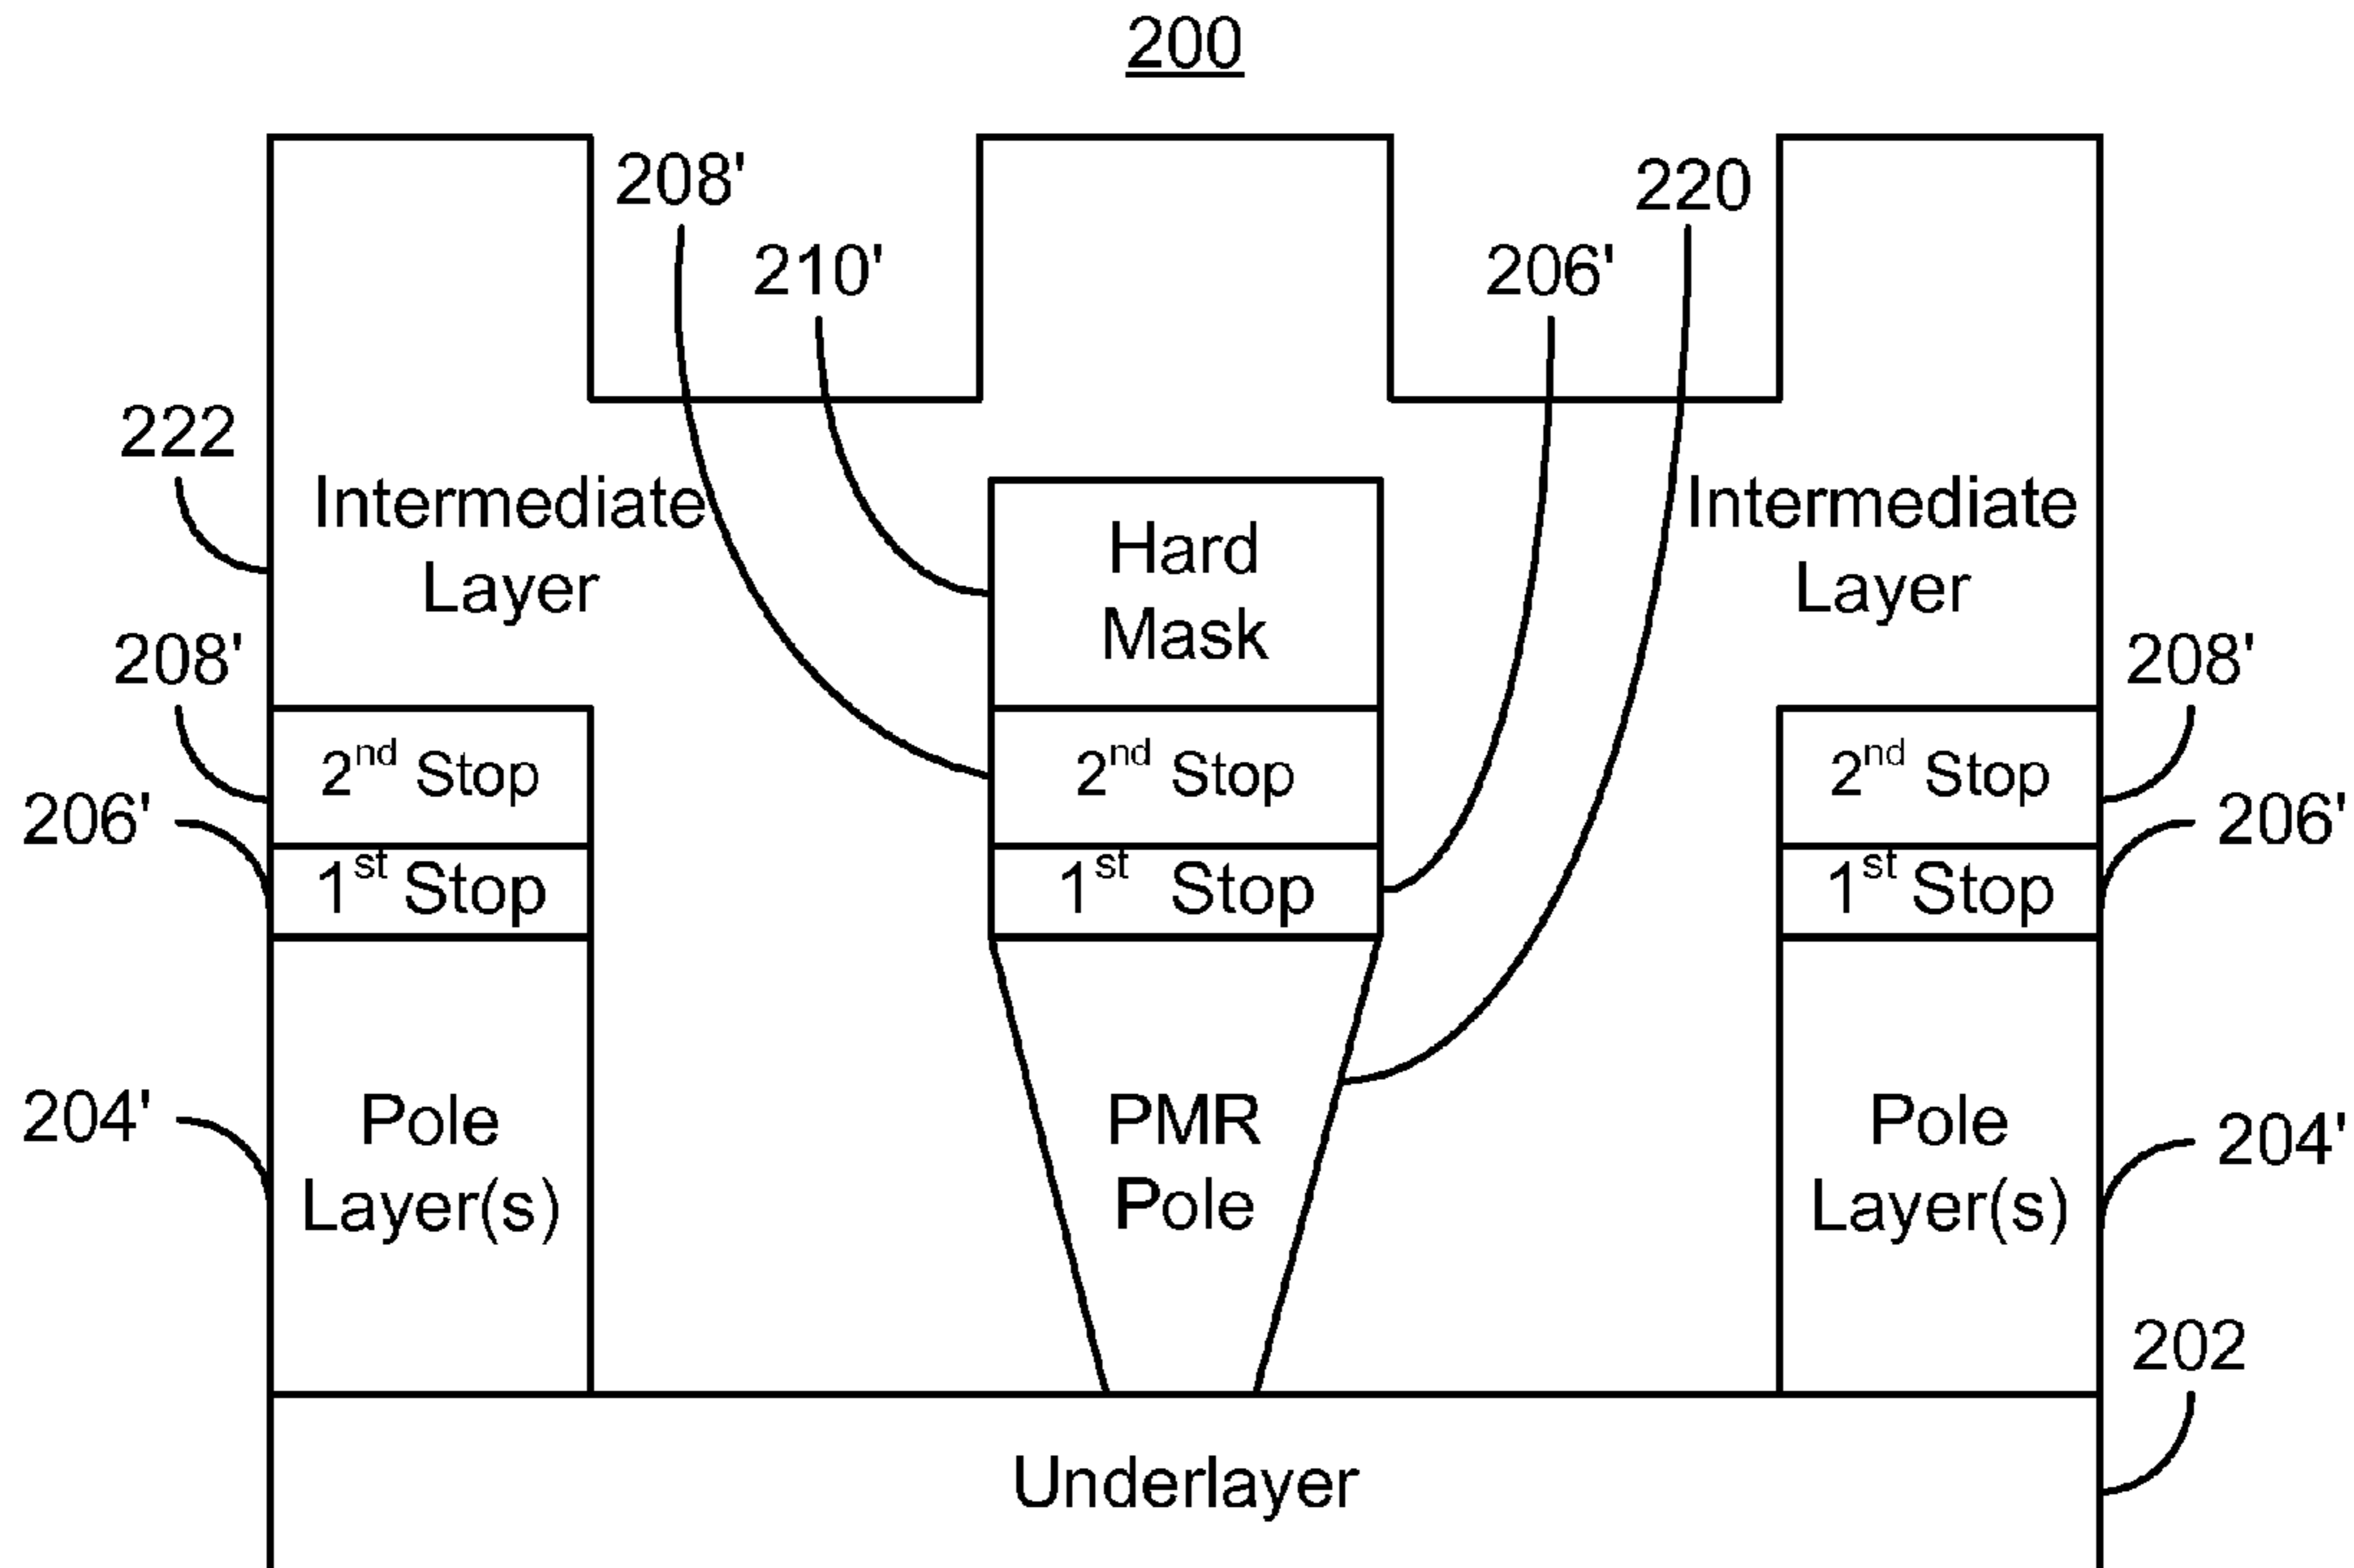 200
208'
220
210'
206'
222
Intermediate
Layer
Intermediate
Layer
Hard
Mask
208'
208'
2nd Stop
2nd Stop
2nd Stop
206'
206'
1st Stop
1st Stop
1st Stop
204'
Pole
Layer(s)
PMR
Pole
Pole
Layer(s)
204'
202
Underlayer